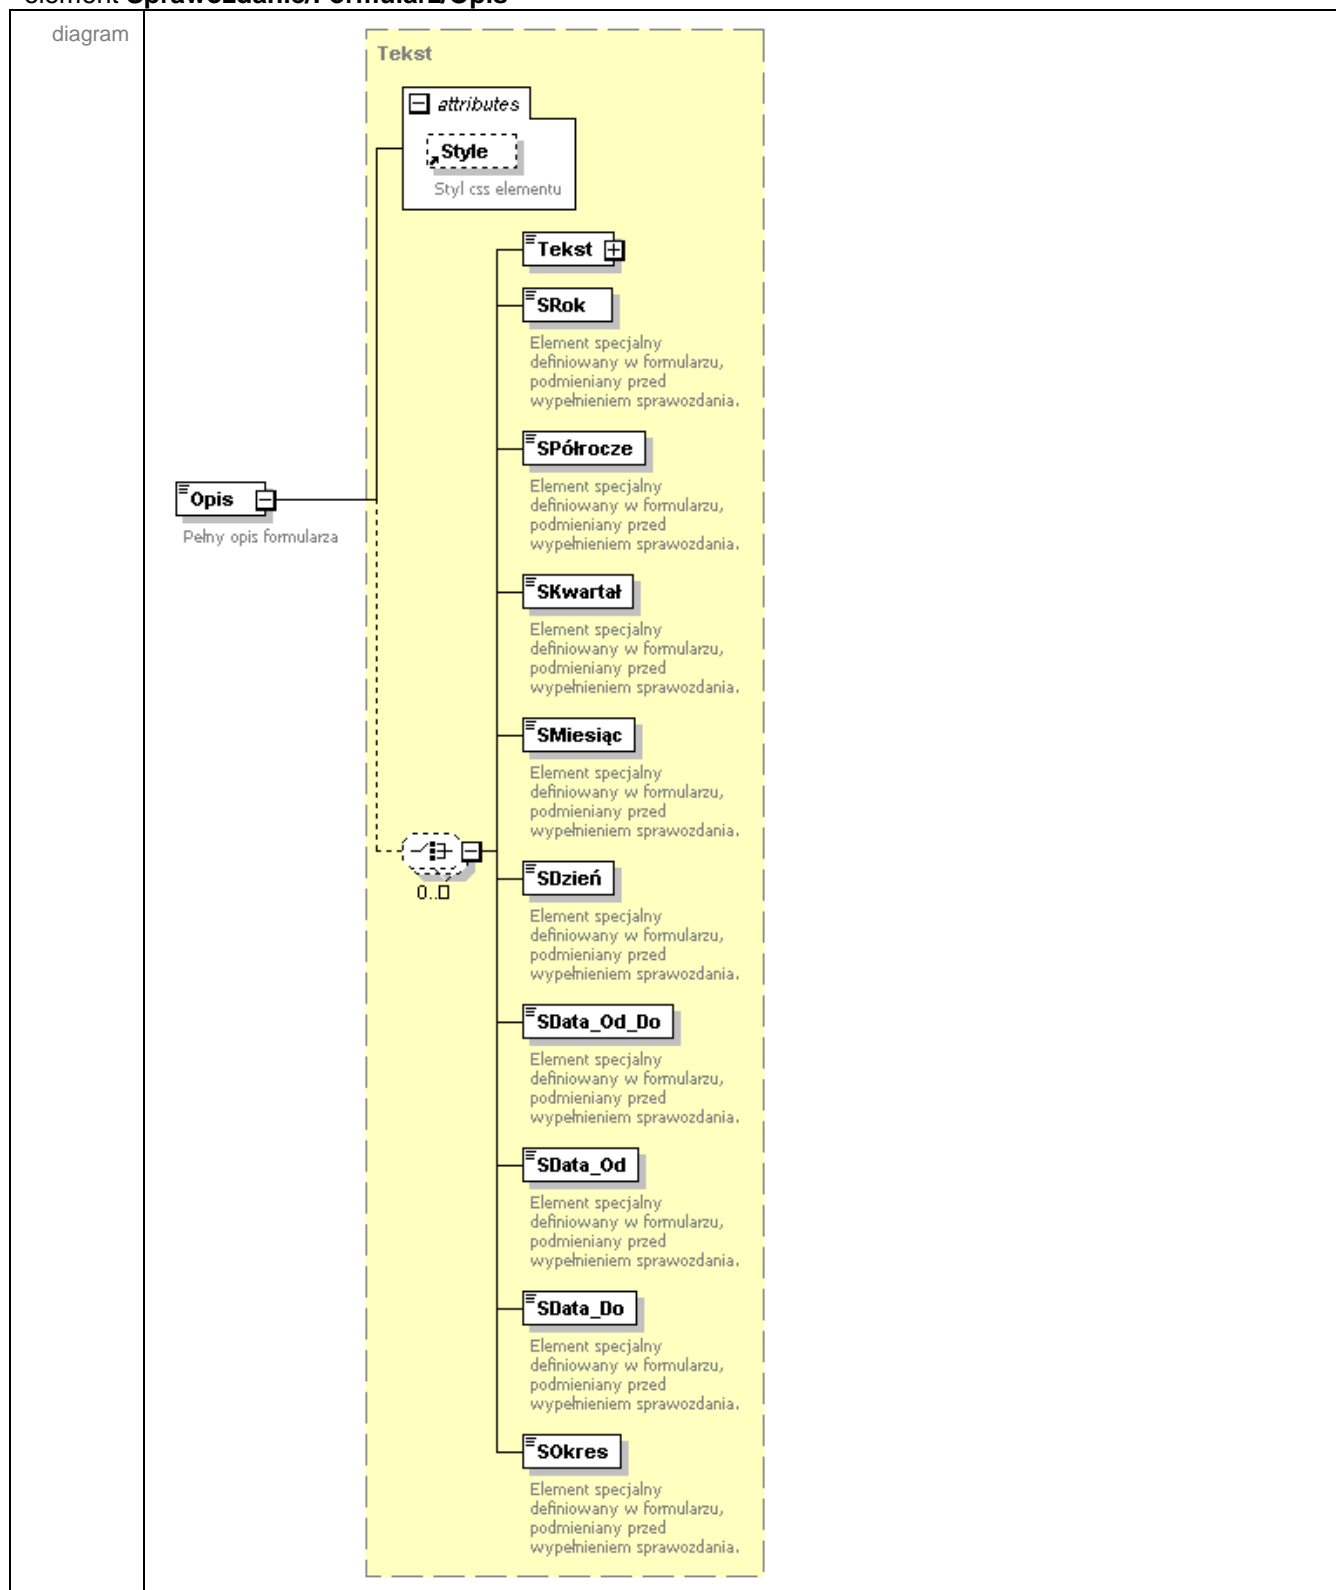 element Sprawozdanie/Formularz/Opis
diagram
Tekst
attributes
Style
Styl css elementu
Tekst
SRok
Element specjalny
definiowany w formularzu,
podmieniany przed
wypełnieniem sprawozdania.
SPółrocze
Element specjalny
definiowany w formularzu,
podmieniany przed
wypełnieniem sprawozdania.
Opis
Pełny opis formularza
SKwartał
Element specjalny
definiowany w formularzu,
podmieniany przed
wypełnieniem sprawozdania.
SMiesiąc
Element specjalny
definiowany w formularzu,
podmieniany przed
wypełnieniem sprawozdania.
0..
SDzień
Element specjalny
definiowany w formularzu,
podmieniany przed
wypełnieniem sprawozdania.
SData_Od_Do
Element specjalny
definiowany w formularzu,
podmieniany przed
wypełnieniem sprawozdania.
SData_Od
Element specjalny
definiowany w formularzu,
podmieniany przed
wypełnieniem sprawozdania.
SData_Do
Element specjalny
definiowany w formularzu,
podmieniany przed
wypełnieniem sprawozdania.
SOkres
Element specjalny
definiowany w formularzu,
podmieniany przed
wypełnieniem sprawozdania.